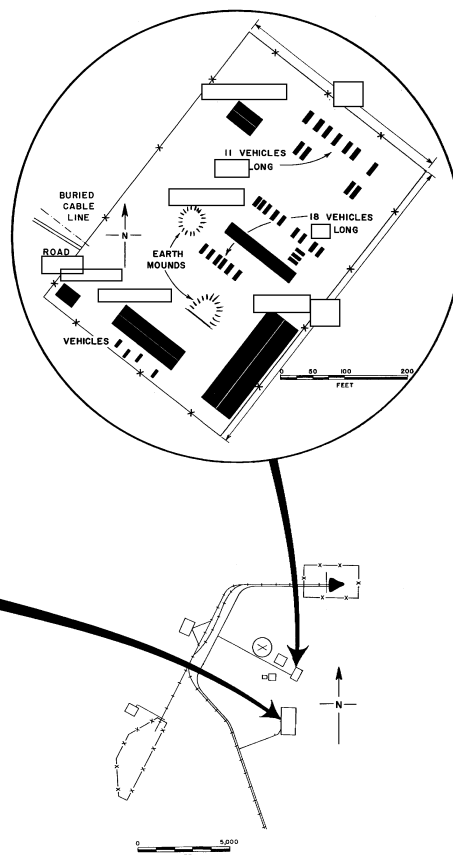 11 VEHICLES
LONG
BURIED
CABLE
LINE
18 VEHICLES
LONG
N
ROAD
EARTH
MOUNDS
VEHICLES
0 50 100 200
FEET
N
0 5,000